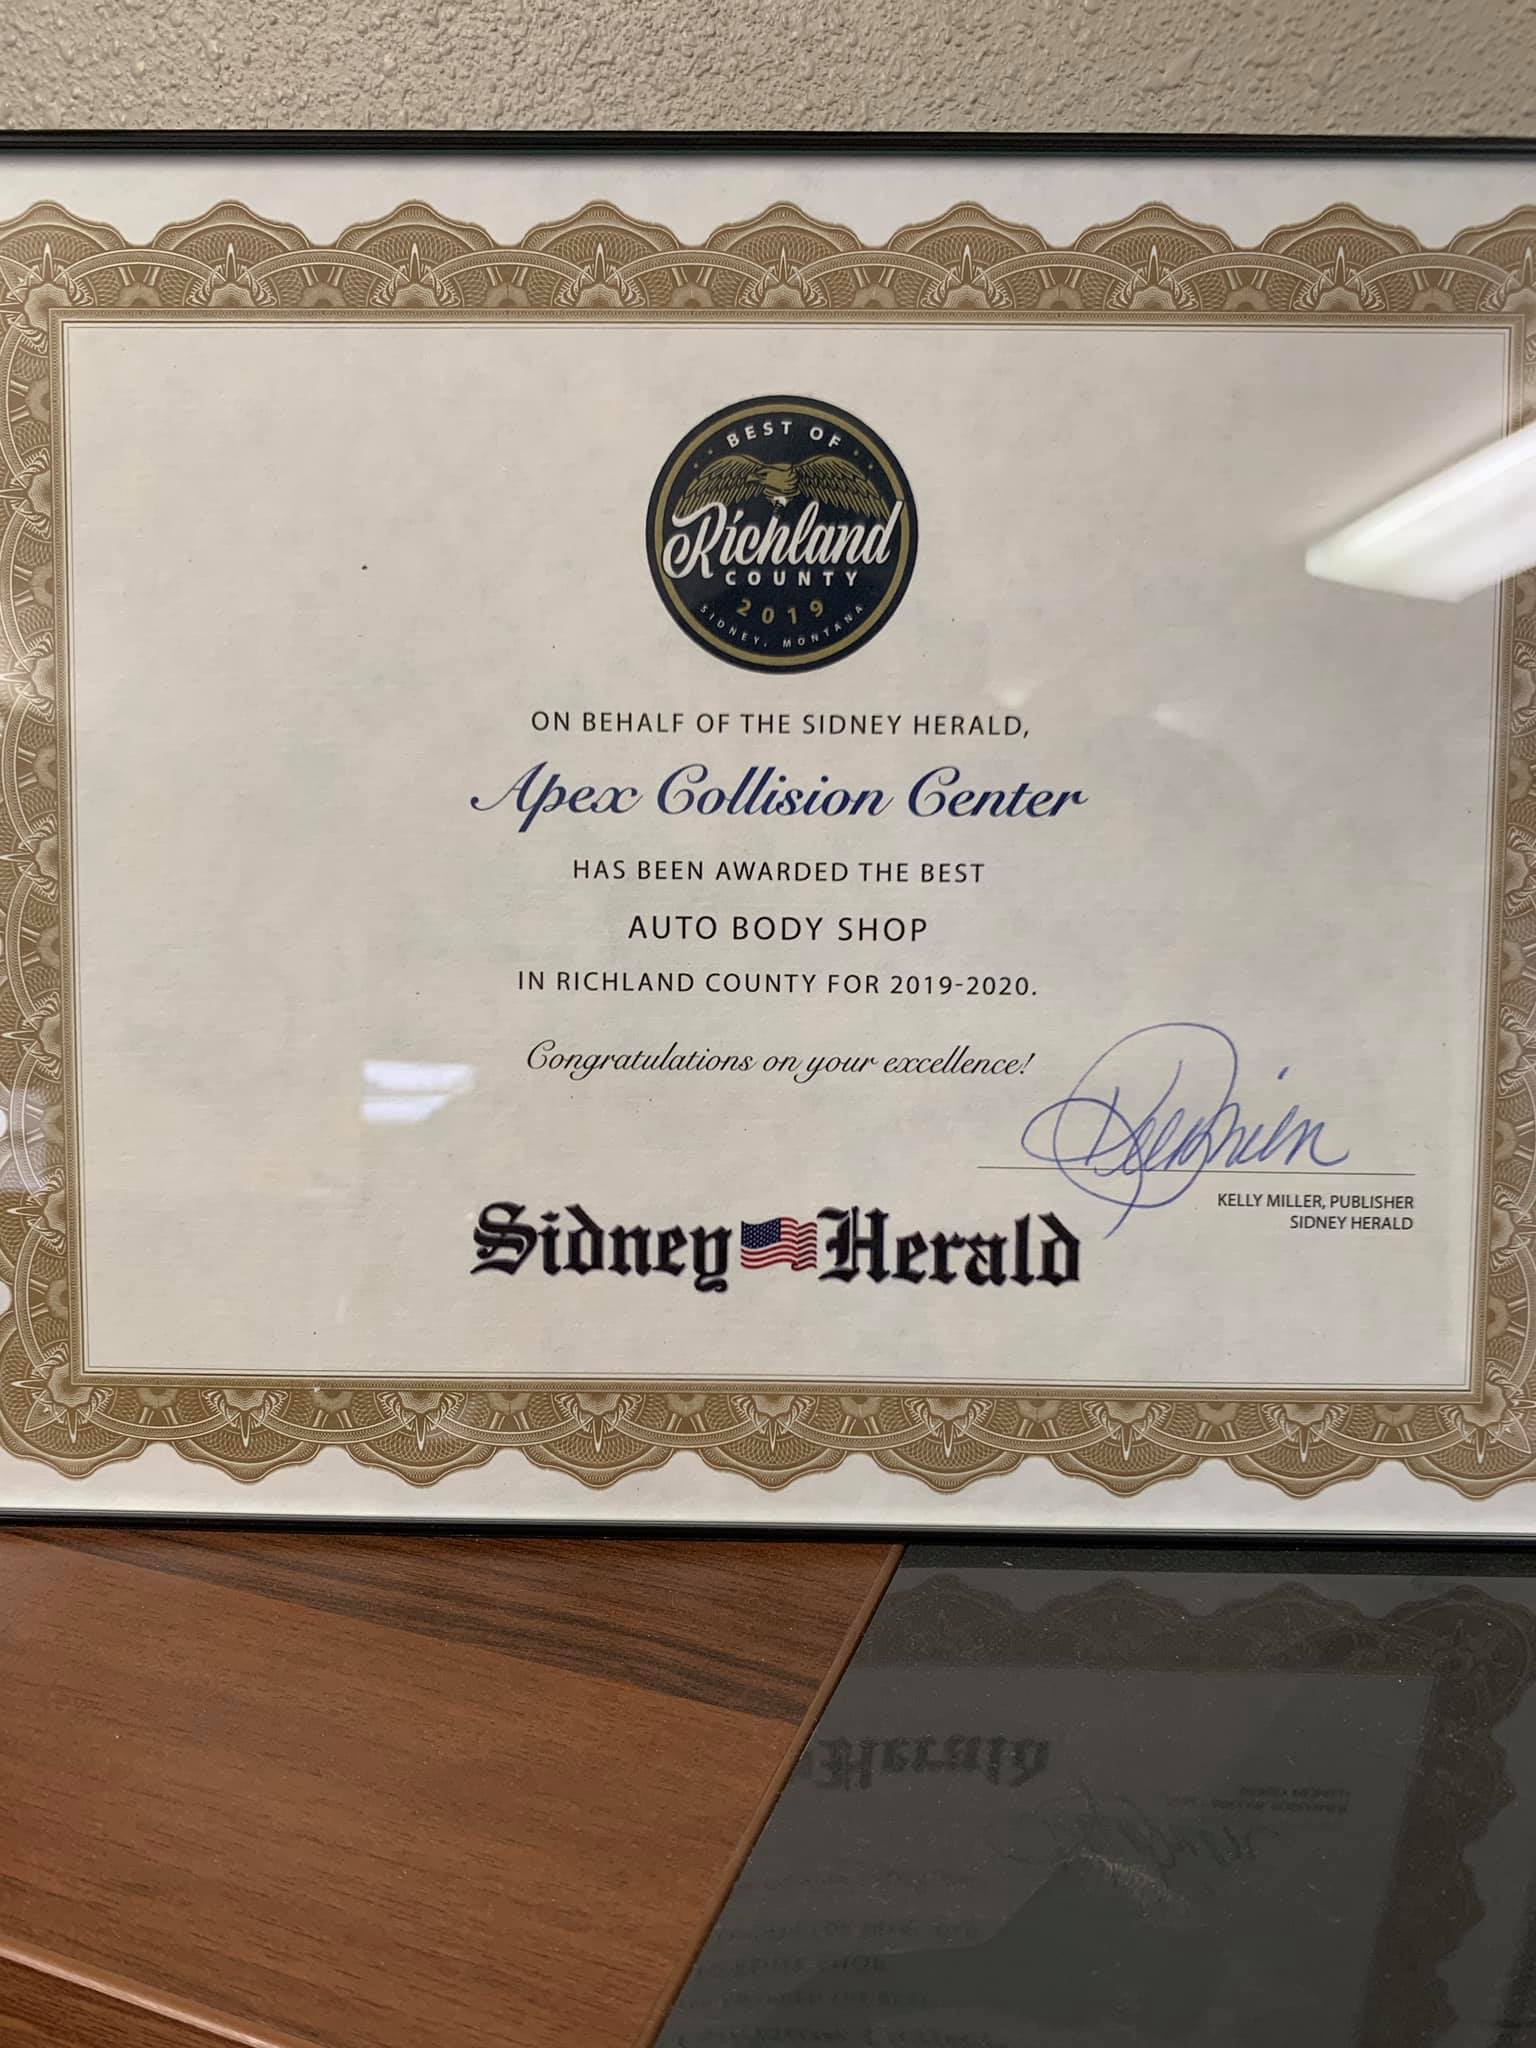 BEST OF
Richland
COUNTY
2019
SIDNEY, MONTANA
ON BEHALF OF THE SIDNEY HERALD,
Apex Collision Center
HAS BEEN AWARDED THE BEST
AUTO BODY SHOP
IN RICHLAND COUNTY FOR 2019-2020.
Congratulations on your excellence!
KELLY MILLER, PUBLISHER
SIDNEY HERALD
Sidney Herald